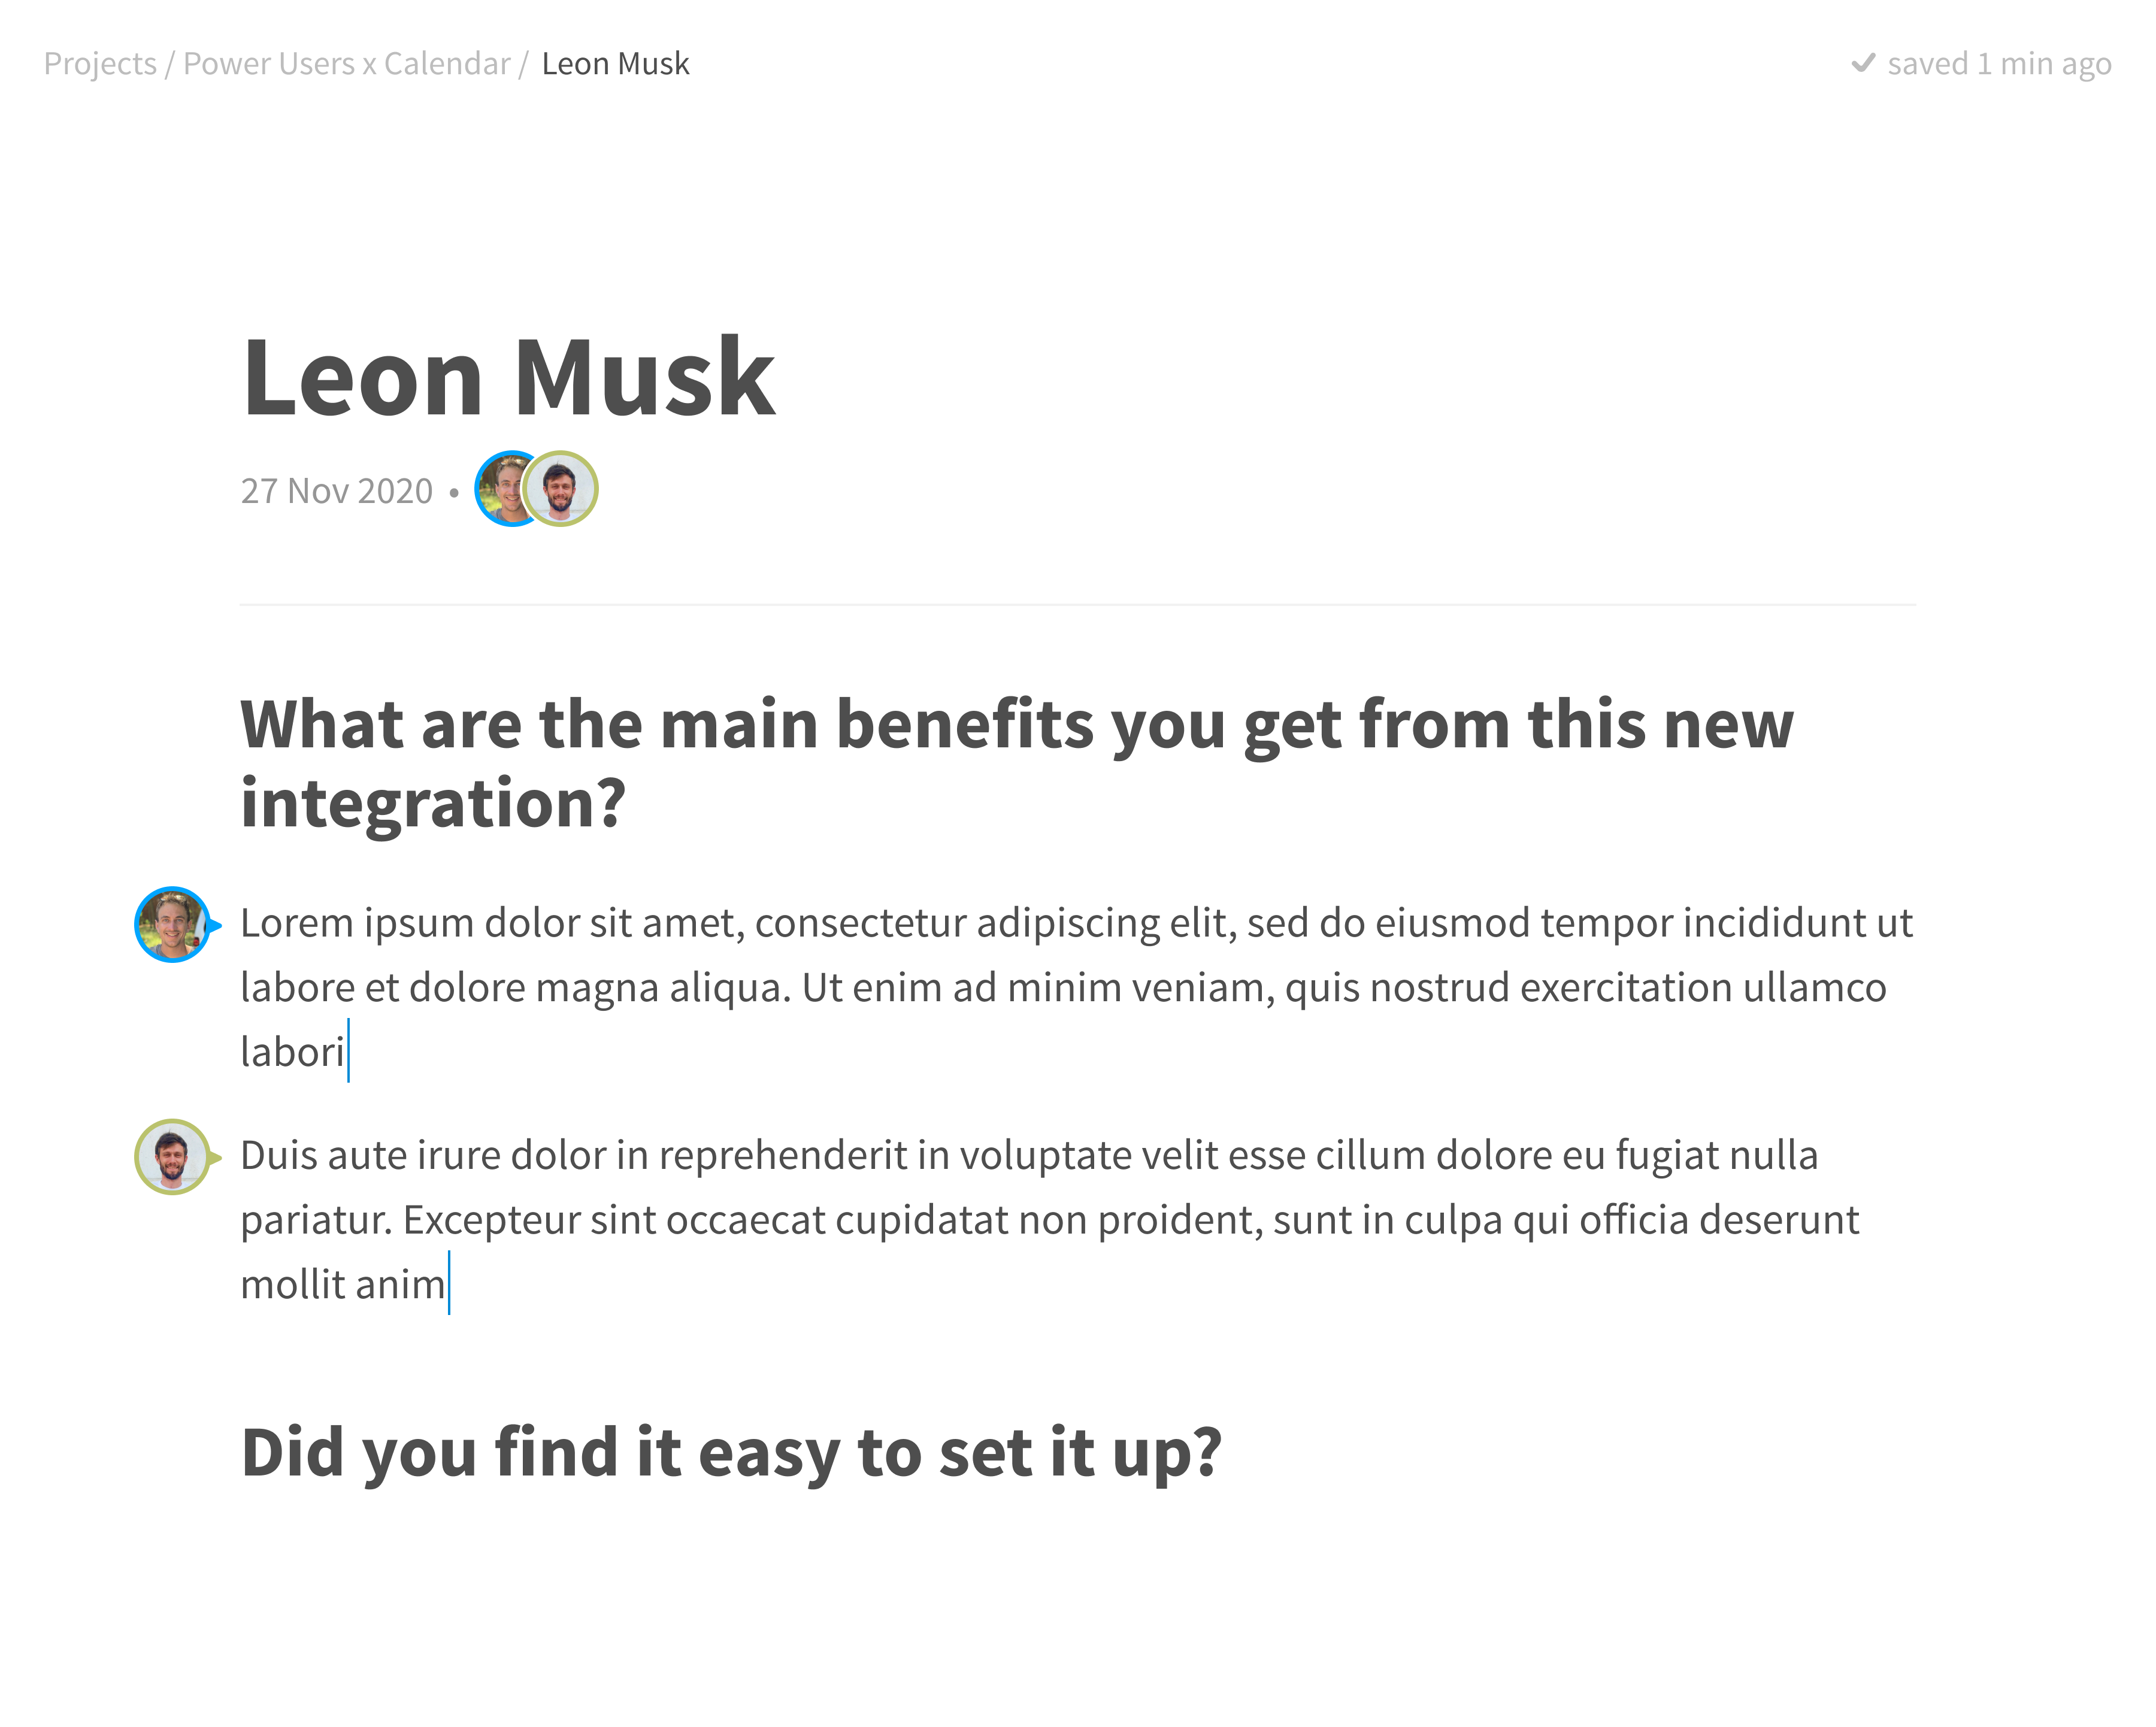 Projects / Power Users x Calendar / Leon Musk
saved 1 min ago
Leon Musk
27 Nov 2020 •
What are the main benefits you get from this new
integration?
Lorem ipsum dolor sit amet, consectetur adipiscing elit, sed do eiusmod tempor incididunt ut
labore et dolore magna aliqua. Ut enim ad minim veniam, quis nostrud exercitation ullamco
labori
Duis aute irure dolor in reprehenderit in voluptate velit esse cillum dolore eu fugiat nulla
pariatur. Excepteur sint occaecat cupidatat non proident, sunt in culpa qui officia deserunt
mollit anim
Did you find it easy to set it up?